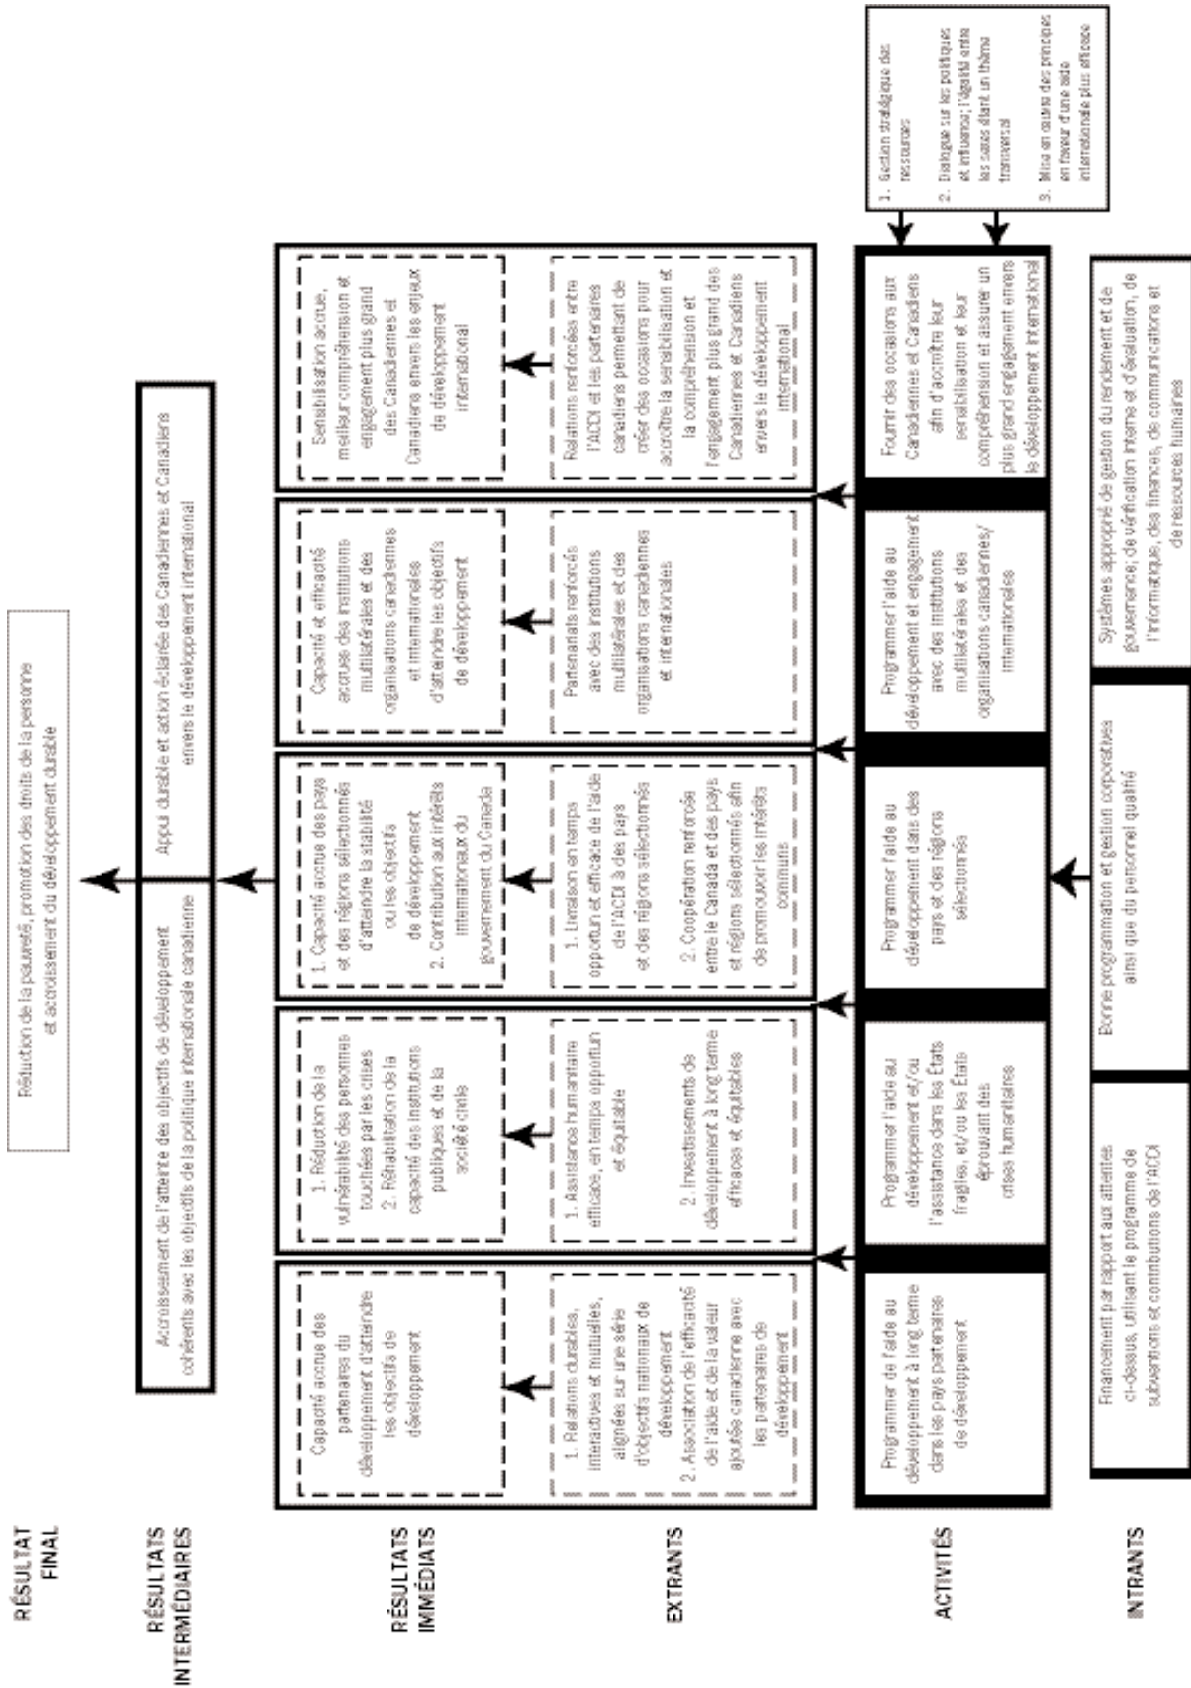 RÉSULTAT
FINAL
Réduction de la pauvreté, promotion des droits de la personne
et accroissement du développement durable
RÉSULTATS
INTERMÉDIAIRES
Accroissement de l'atteinte des objectifs de développement
cohérents avec les objectifs de la politique internationale canadienne
Appui durable et action éclairée des Canadiennes et Canadiens
envers le développement international
RÉSULTATS
IMMÉDIATS
Capacité accrue des
partenaires du
développement d'atteindre
les objectifs de
développement
1. Réduction de la
vulnérabilité des personnes
touchées par les crises
2. Réhabilitation de la
capacité des institutions
publiques et de la
société civile
1. Capacité accrue des pays
et des régions sélectionnés
d'atteindre la stabilité
ou les objectifs
de développement
2. Contribution aux intérêts
internationaux du
gouvernement du Canada
Capacité et efficacité
accrues des institutions
multilatérales et des
organisations canadiennes
et internationales
d'atteindre les objectifs
de développement
Sensibilisation accrue,
meilleur compréhension et
engagement plus grand
des Canadiennes et
Canadiens envers les enjeux
de développement
international
EXTRANTS
1. Relations durables,
interactives et mutuelles,
alignées sur une série
d'objectifs nationaux de
développement
2. Association de l'efficacité
de l'aide et de la valeur
ajoutée canadienne avec
les partenaires de
développement
1. Assistance humanitaire
efficace, en temps opportun
et équitable
2. Investissements de
développement à long terme
efficaces et équitables
1. Livraison en temps
opportun et efficace de l'aide
de l'ACDI à des pays
et des régions sélectionnés
2. Coopération renforcée
entre le Canada et des pays
et régions sélectionnés afin
de promouvoir les intérêts
communs
Partenariats renforcés
avec des institutions
multilatérales et des
organisations canadiennes
et internationales
Relations renforcées entre
l'ACDI et les partenaires
canadiens permettant de
créer des occasions pour
accroître la sensibilisation et
la compréhension et
l'engagement plus grand des
Canadiennes et Canadiens
envers le développement
international
ACTIVITÉS
Programmer de l'aide au
développement à long terme
dans les pays partenaires
de développement
Programmer l'aide au
développement et/ou
l'assistance dans les États
fragiles, et/ou les États
éprouvant des
crises humanitaires
Programmer l'aide au
développement dans des
pays et des régions
sélectionnés
Programmer l'aide au
développement et engagement
avec des institutions
multilatérales et des
organisations canadiennes/
internationales
Fournir des occasions aux
Canadiennes et Canadiens
afin d'accroître leur
sensibilisation et leur
compréhension et assurer un
plus grand engagement envers
le développement international
1. Gestion stratégique des
ressources
2. Dialogue sur les politiques
et influence; l'égalité entre
les sexes étant un thème
transversal
3. Mise en œuvre des principes
en faveur d'une aide
internationale plus efficace
INTRANTS
Financement par rapport aux attentes
ci-dessus, utilisant le programme de
subventions et contributions de l'ACDI
Bonne programmation et gestion corporatives
ainsi que du personnel qualifié
Systèmes approprié de gestion du rendement et de
gouvernance, de vérification interne et d'évaluation, de
l'informatique, des finances, de communications et
de ressources humaines